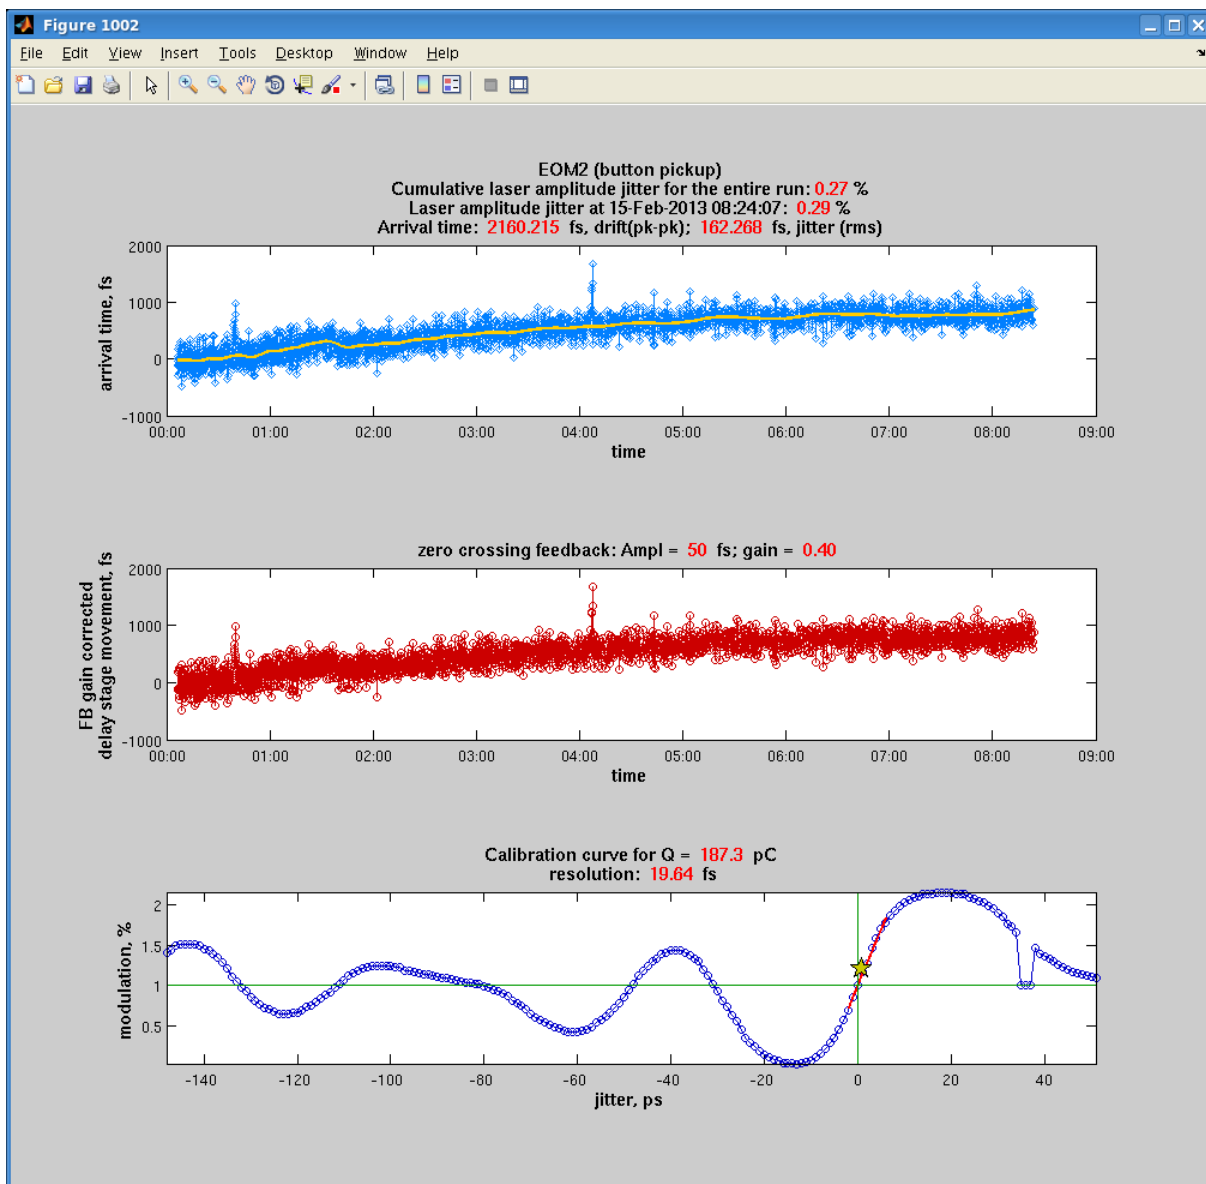 Figure 1002
File Edit View Insert Tools Desktop Window Help
EOM2 (button pickup)
Cumulative laser amplitude jitter for the entire run: 0.27 %
Laser amplitude jitter at 15-Feb-2013 08:24:07: 0.29 %
Arrival time: 2160.215 fs, drift(pk-pk); 162.268 fs, jitter (rms)
arrival time, fs
2000
1000
0
-1000
00:00 01:00 02:00 03:00 04:00 05:00 06:00 07:00 08:00 09:00
time
zero crossing feedback: Ampl = 50 fs; gain = 0.40
FB gain corrected
delay stage movement, fs
2000
1000
0
-1000
00:00 01:00 02:00 03:00 04:00 05:00 06:00 07:00 08:00 09:00
time
Calibration curve for Q = 187.3 pC
resolution: 19.64 fs
modulation, %
2
1.5
1
0.5
-140 -120 -100 -80 -60 -40 -20 0 20 40
jitter, ps